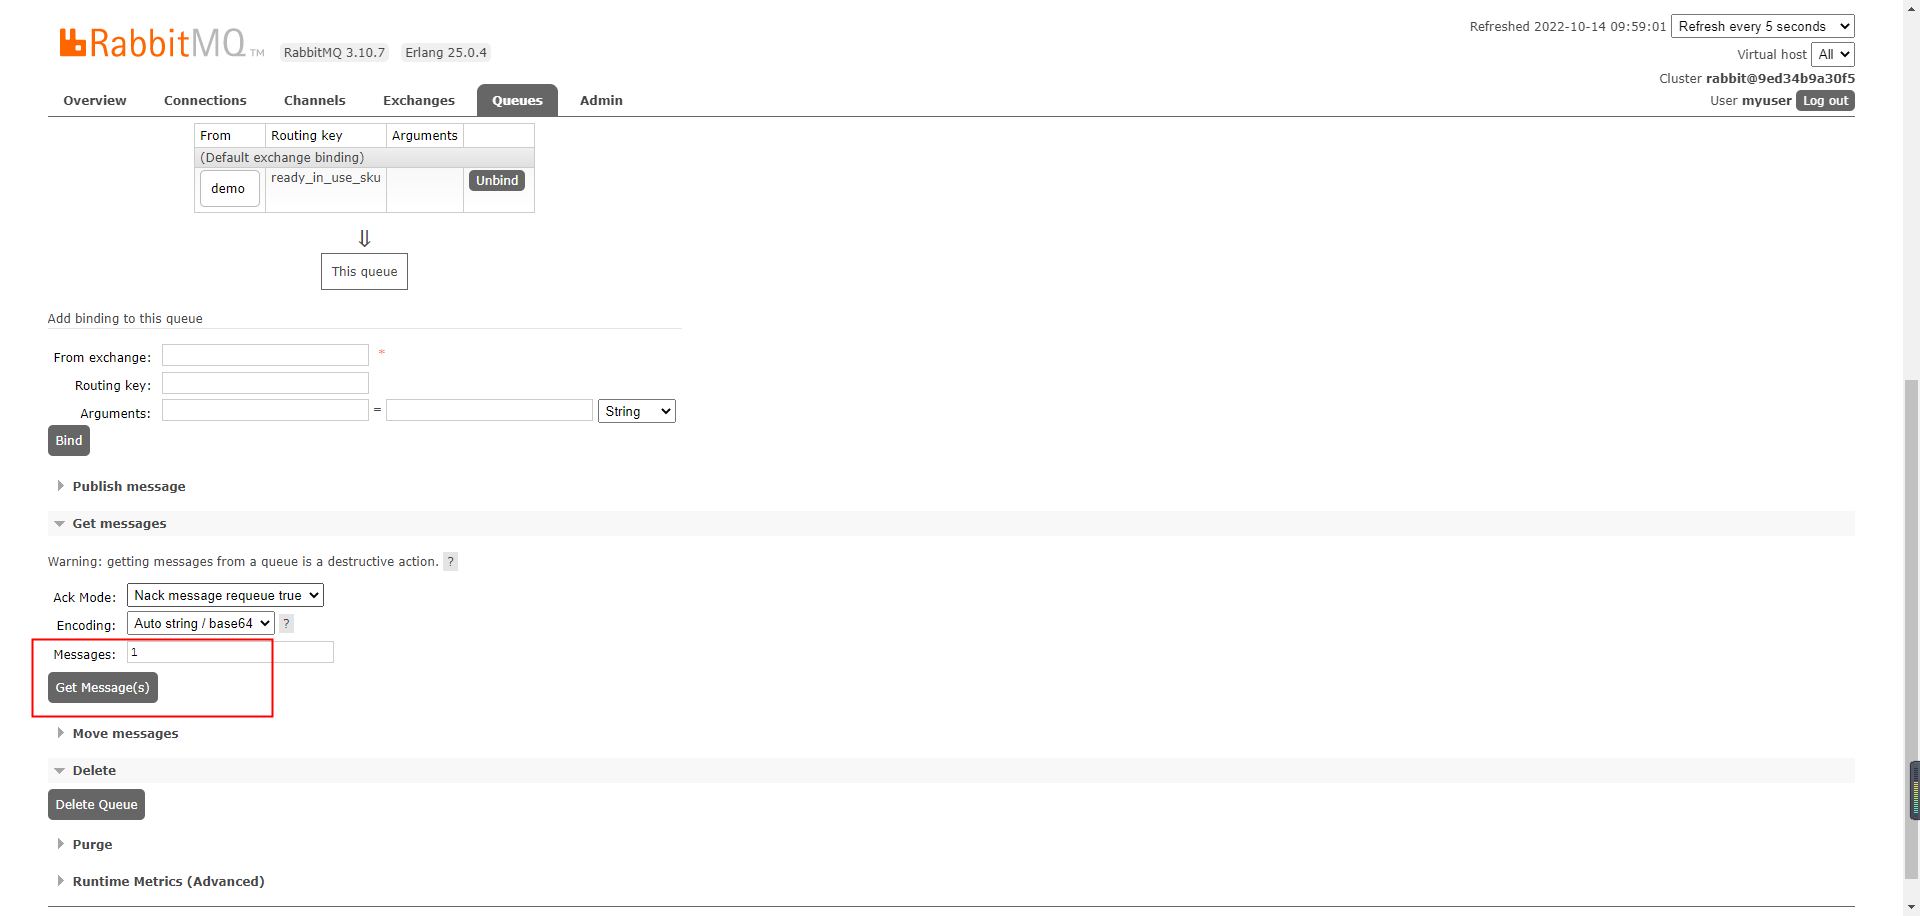 RabbitMQ TM RabbitMQ 3.10.7 Erlang 25.0.4
Refreshed 2022-10-14 09:59:01 Refresh every 5 seconds
Virtual host All
Cluster rabbit@9ed34b9a30f5
User myuser Log out
Overview Connections Channels Exchanges Queues Admin
From Routing key Arguments
(Default exchange binding)
demo ready_in_use_sku Unbind
⇓
This queue
Add binding to this queue
From exchange: *
Routing key:
Arguments: = String
Bind
Publish message
Get messages
Warning: getting messages from a queue is a destructive action. ?
Ack Mode: Nack message requeue true
Encoding: Auto string / base64 ?
Messages: 1
Get Message(s)
Move messages
Delete
Delete Queue
Purge
Runtime Metrics (Advanced)